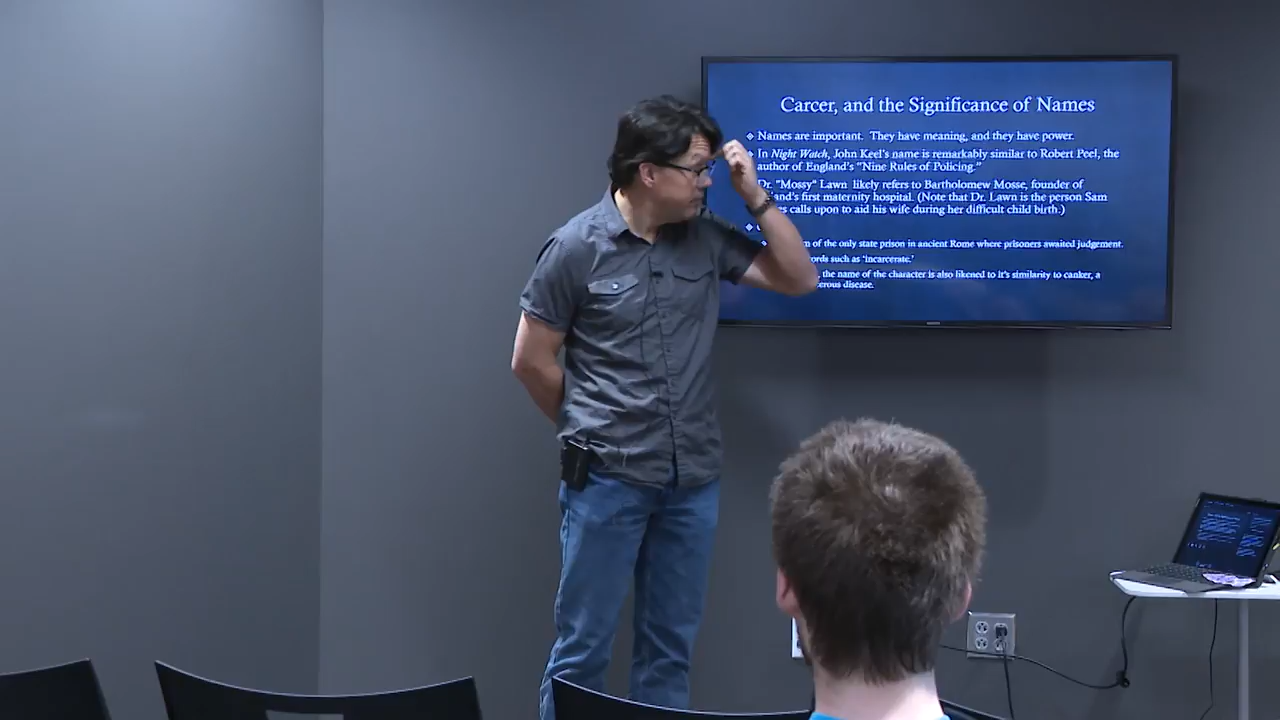 Carcer, and the Significance of Names
Names are important. They have meaning, and they have power.
In Night Watch, John Keel's name is remarkably similar to Robert Peel, the
author of England's "Nine Rules of Policing."
Dr. "Mossy" Lawn likely refers to Bartholomew Mosse, founder of
land's first maternity hospital. (Note that Dr. Lawn is the person Sam
es calls upon to aid his wife during her difficult child birth.)
of the only state prison in ancient Rome where prisoners awaited judgement.
ords such as 'incarcerate.'
, the name of the character is also likened to it's similarity to canker, a
erous disease.